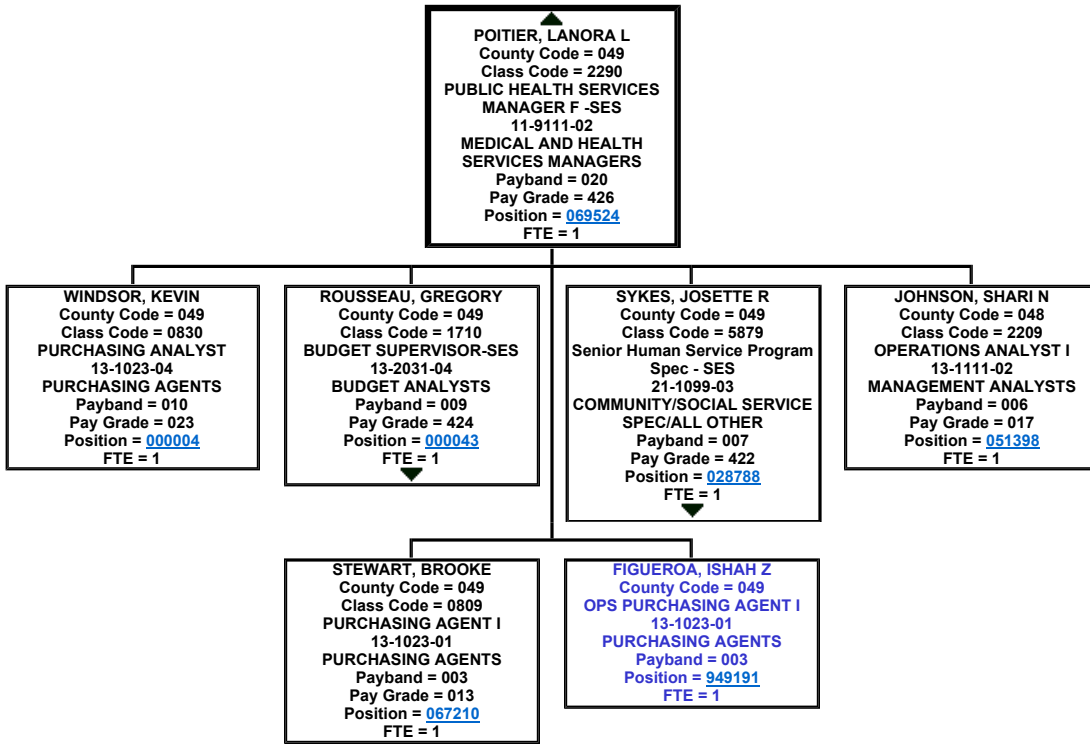 POITIER, LANORA L
County Code = 049
Class Code = 2290
PUBLIC HEALTH SERVICES
MANAGER F -SES
11-9111-02
MEDICAL AND HEALTH
SERVICES MANAGERS
Payband = 020
Pay Grade = 426
Position = 069524
FTE = 1
WINDSOR, KEVIN
County Code = 049
Class Code = 0830
PURCHASING ANALYST
13-1023-04
PURCHASING AGENTS
Payband = 010
Pay Grade = 023
Position = 000004
FTE = 1
ROUSSEAU, GREGORY
County Code = 049
Class Code = 1710
BUDGET SUPERVISOR-SES
13-2031-04
BUDGET ANALYSTS
Payband = 009
Pay Grade = 424
Position = 000043
FTE = 1
SYKES, JOSETTE R
County Code = 049
Class Code = 5879
Senior Human Service Program
Spec - SES
21-1099-03
COMMUNITY/SOCIAL SERVICE
SPEC/ALL OTHER
Payband = 007
Pay Grade = 422
Position = 028788
FTE = 1
JOHNSON, SHARI N
County Code = 048
Class Code = 2209
OPERATIONS ANALYST I
13-1111-02
MANAGEMENT ANALYSTS
Payband = 006
Pay Grade = 017
Position = 051398
FTE = 1
STEWART, BROOKE
County Code = 049
Class Code = 0809
PURCHASING AGENT I
13-1023-01
PURCHASING AGENTS
Payband = 003
Pay Grade = 013
Position = 067210
FTE = 1
FIGUEROA, ISHAH Z
County Code = 049
OPS PURCHASING AGENT I
13-1023-01
PURCHASING AGENTS
Payband = 003
Position = 949191
FTE = 1